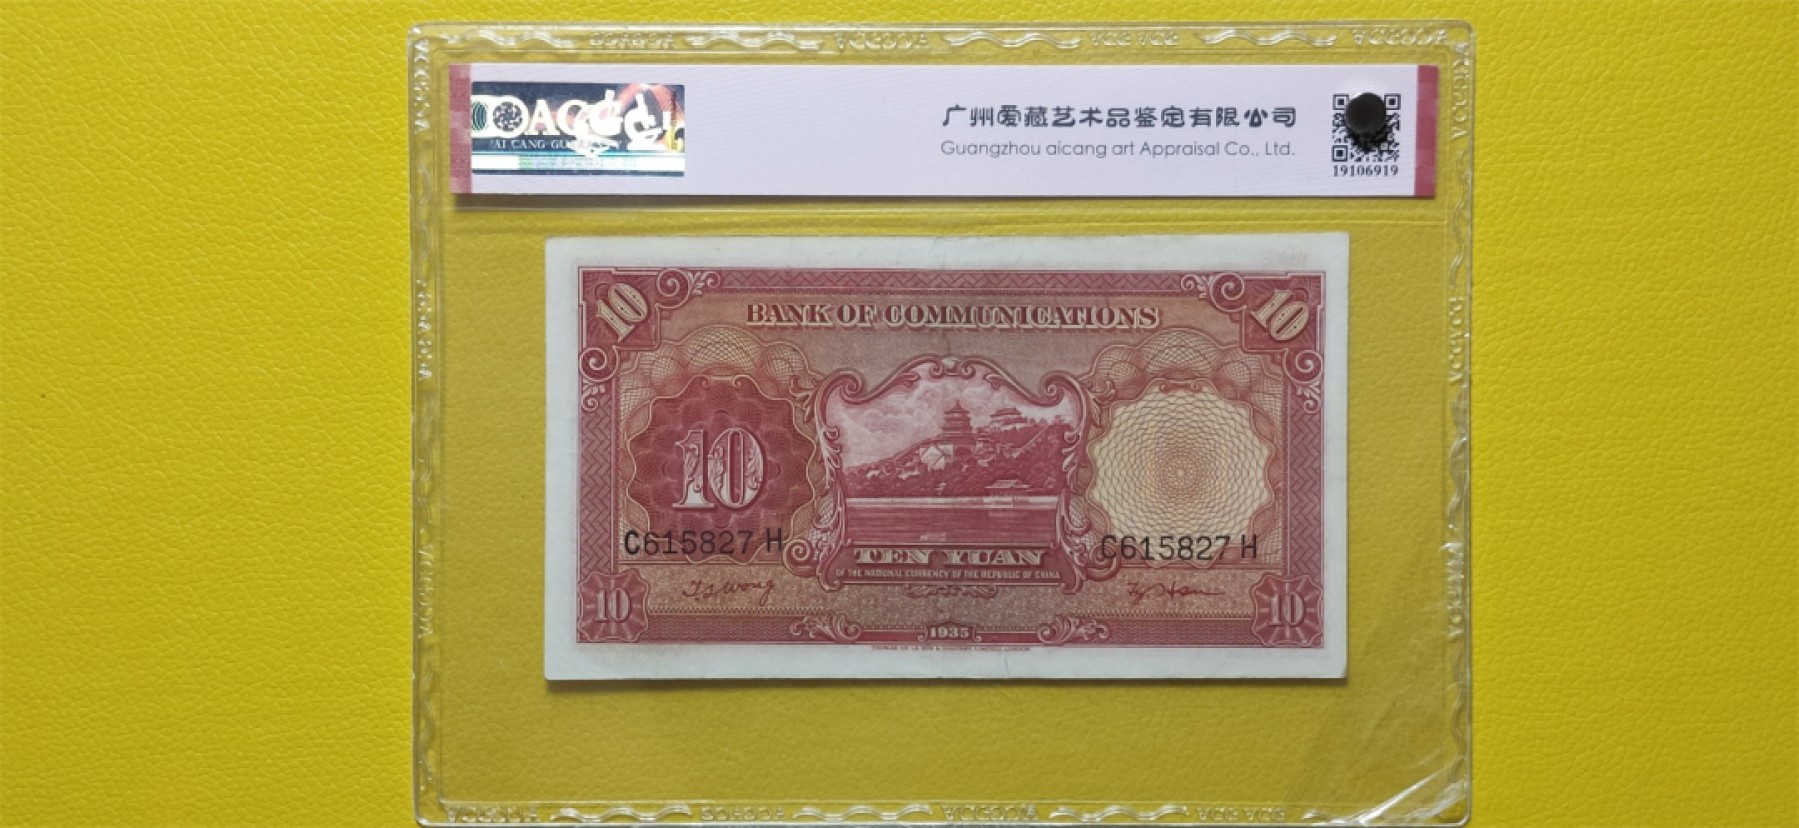 广州爱藏艺术品鉴定有限公司
Guangzhou aicang art Appraisal Co., Ltd.
19106919
10
10
BANK OF COMMUNICATIONS
10
C615827 H
C615827 H
TEN YUAN
OF THE NATIONAL CURRENCY OF THE REPUBLIC OF CHINA
10
10
1935